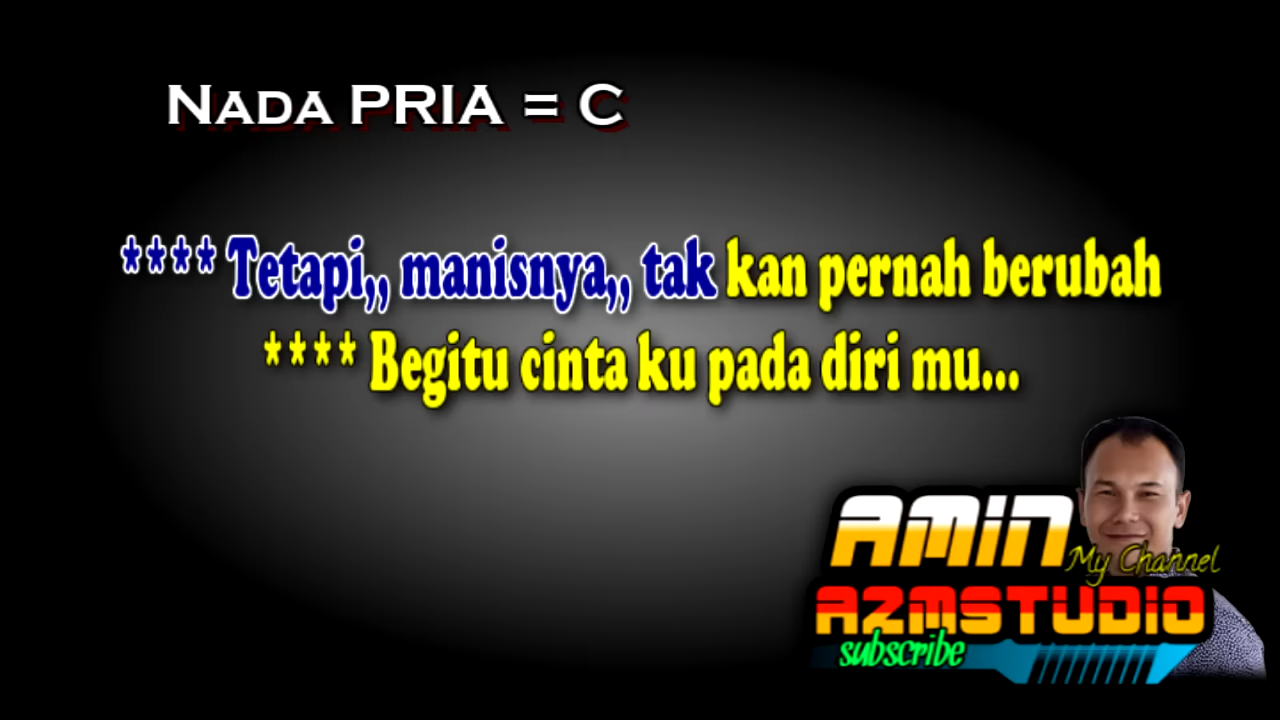 NADA PRIA = C
**** Tetapi,, manisnya,, tak kan pernah berubah
**** Begitu cinta ku pada diri mu...
AMiN
My Channel
AZMSTUDiO
subscribe